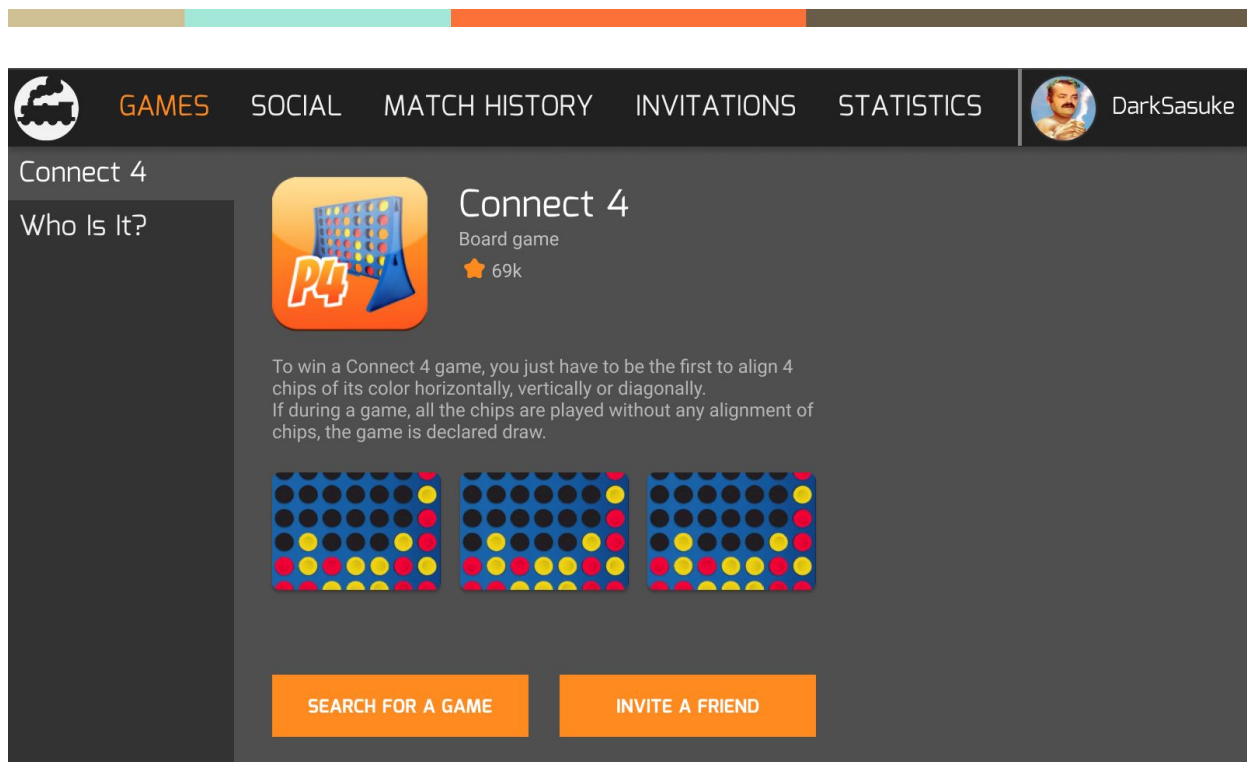 GAMES SOCIAL MATCH HISTORY INVITATIONS STATISTICS DarkSasuke
Connect 4
Who Is It?
P4
Connect 4
Board game
69k
To win a Connect 4 game, you just have to be the first to align 4
chips of its color horizontally, vertically or diagonally.
If during a game, all the chips are played without any alignment of
chips, the game is declared draw.
SEARCH FOR A GAME
INVITE A FRIEND